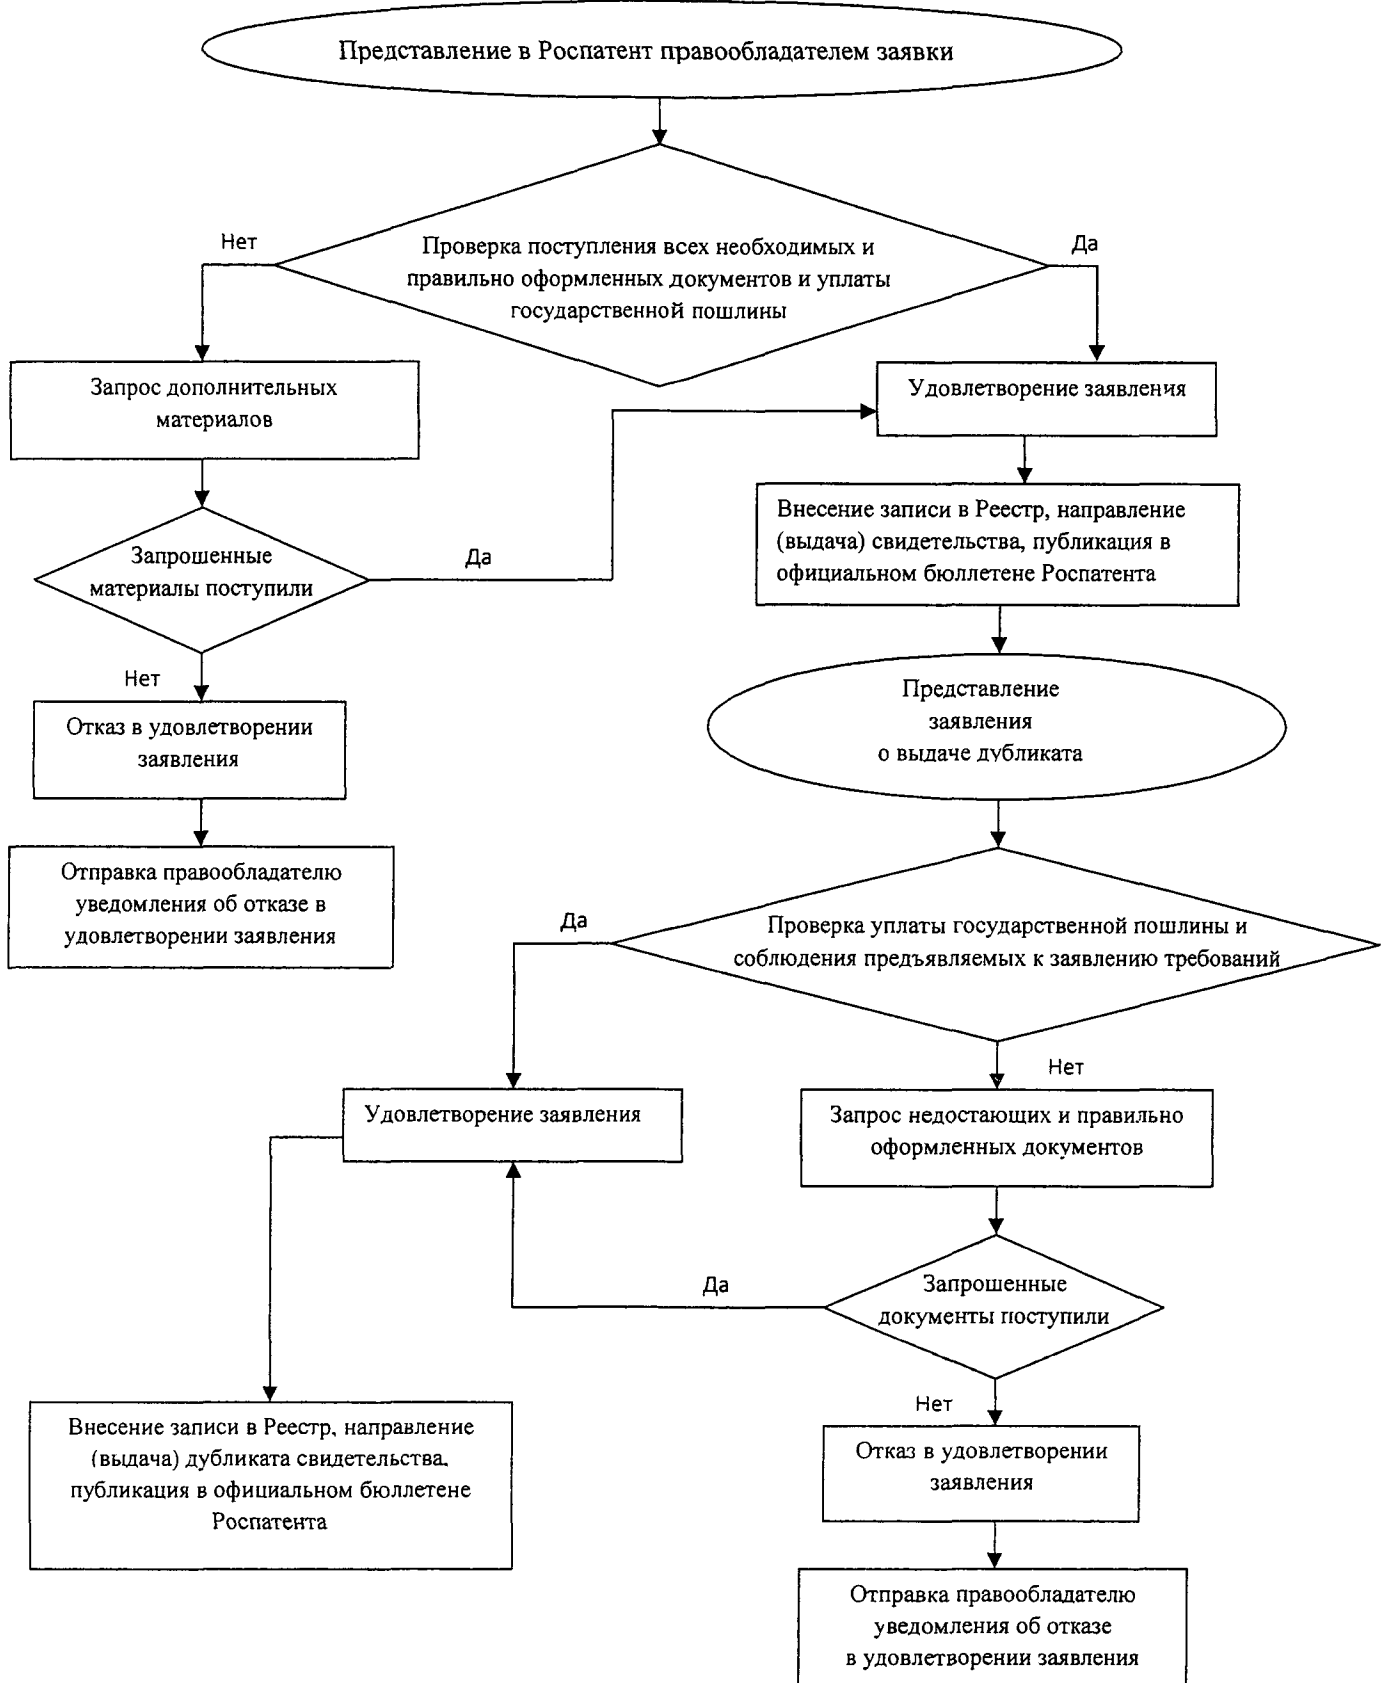 Представление в Роспатент правообладателем заявки
Нет
Да
Проверка поступления всех необходимых и
правильно оформленных документов и уплаты
государственной пошлины
Запрос дополнительных
материалов
Удовлетворение заявления
Внесение записи в Реестр, направление
(выдача) свидетельства, публикация в
официальном бюллетене Роспатента
Запрошенные
материалы поступили
Да
Нет
Отказ в удовлетворении
заявления
Отправка правообладателю
уведомления об отказе в
удовлетворении заявления
Представление
заявления
о выдаче дубликата
Проверка уплаты государственной пошлины и
соблюдения предъявляемых к заявлению требований
Да
Нет
Удовлетворение заявления
Запрос недостающих и правильно
оформленных документов
Запрошенные
документы поступили
Да
Нет
Внесение записи в Реестр, направление
(выдача) дубликата свидетельства,
публикация в официальном бюллетене
Роспатента
Отказ в удовлетворении
заявления
Отправка правообладателю
уведомления об отказе
в удовлетворении заявления